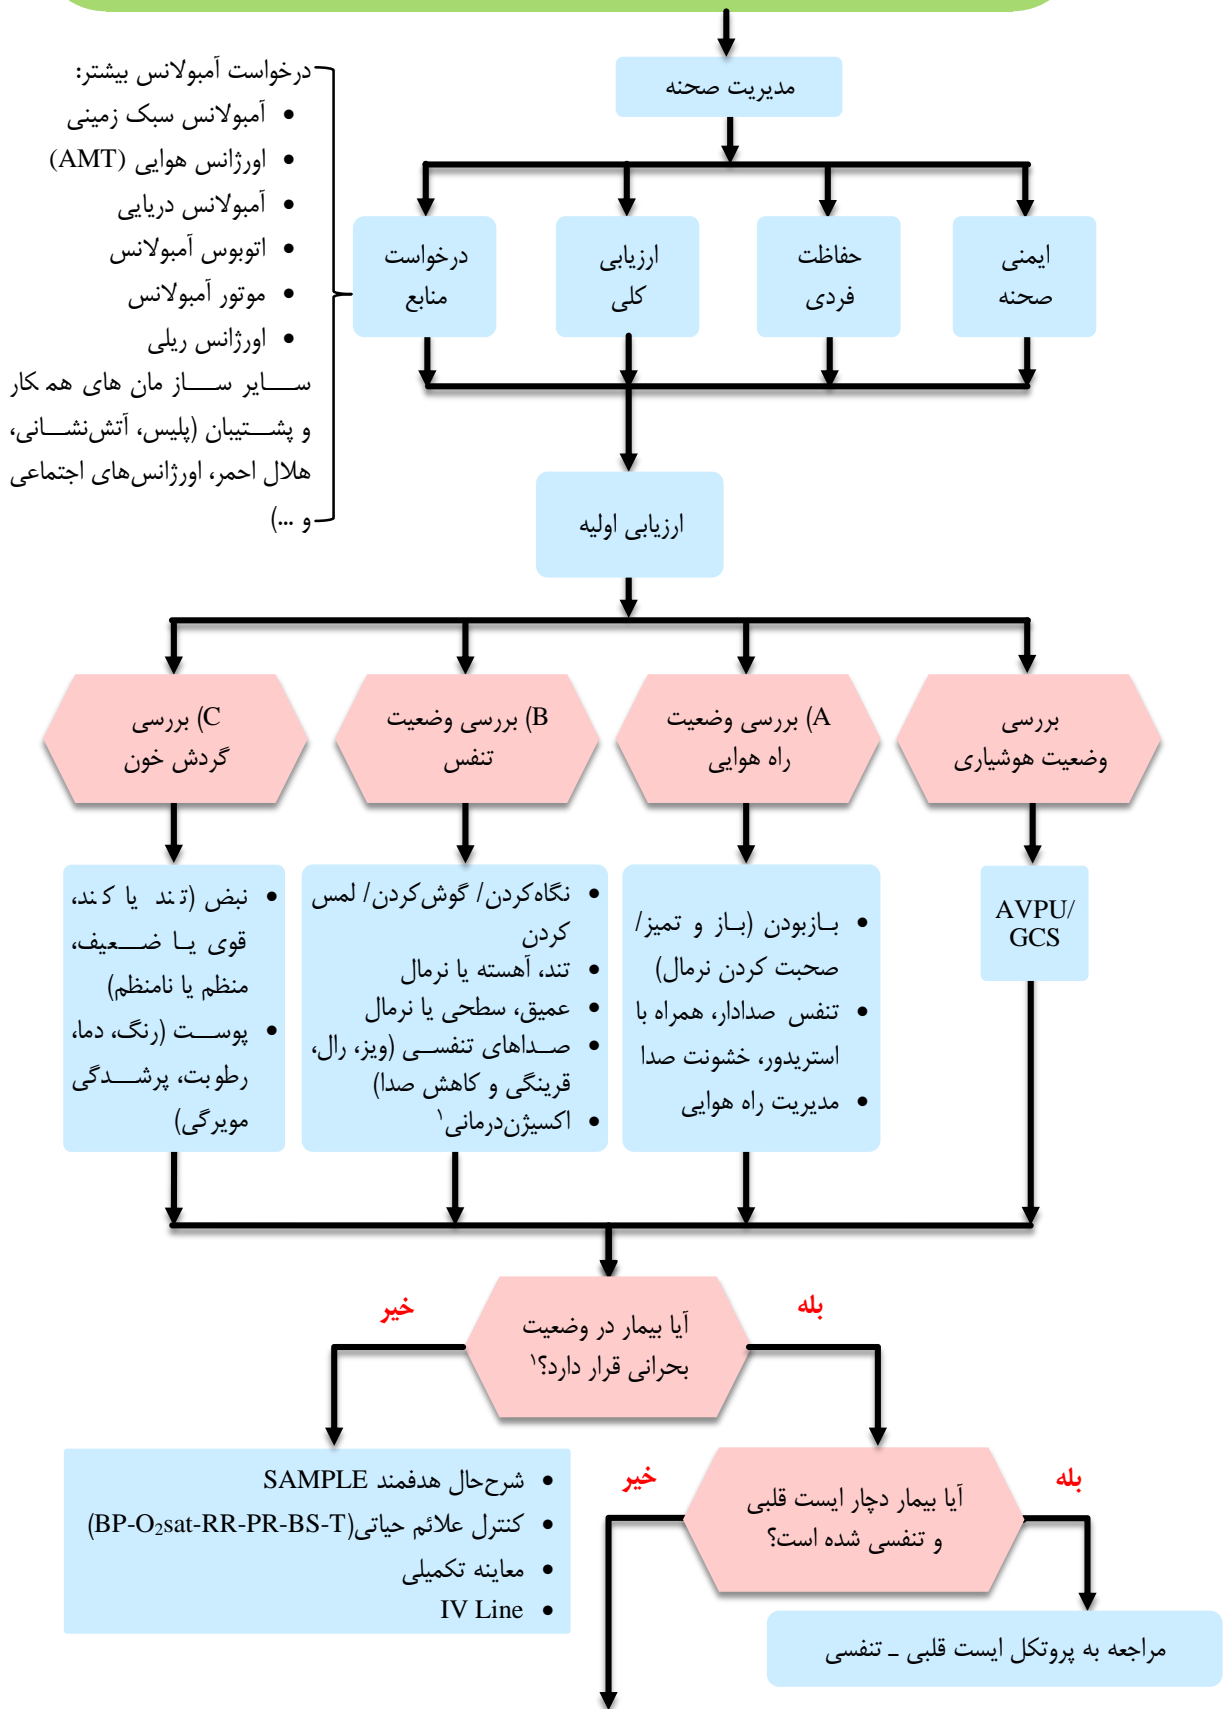 مدیریت صحنه
ایمنی
صحنه
حفاظت
فردی
ارزیابی
کلی
درخواست
منابع
درخواست آمبولانس بیشتر:
• آمبولانس سبک زمینی
• اورژانس هوایی (AMT)
• آمبولانس دریایی
• اتوبوس آمبولانس
• موتور آمبولانس
• اورژانس ریلی
سایر سازمان های همکار
و پشتیبان (پلیس، آتش‌نشانی،
هلال احمر، اورژانس‌های اجتماعی
و ...)
ارزیابی اولیه
بررسی
وضعیت هوشیاری
A) بررسی وضعیت
راه هوایی
B) بررسی وضعیت
تنفس
C) بررسی
گردش خون
AVPU/
GCS
• بازبودن (باز و تمیز/
صحبت کردن نرمال)
• تنفس صدادار، همراه با
استریدور، خشونت صدا
• مدیریت راه هوایی
• نگاه‌کردن/ گوش‌کردن/ لمس
کردن
• تند، آهسته یا نرمال
• عمیق، سطحی یا نرمال
• صداهای تنفسی (ویز، رال،
قرینگی و کاهش صدا)
• اکسیژن‌درمانی۱
• نبض (تند یا کند،
قوی یا ضعیف،
منظم یا نامنظم)
• پوست (رنگ، دما،
رطوبت، پرشدگی
مویرگی)
آیا بیمار در وضعیت
بحرانی قرار دارد؟۱
بله
خیر
• شرح‌حال هدفمند SAMPLE
• کنترل علائم حیاتی(BP-O₂sat-RR-PR-BS-T)
• معاینه تکمیلی
• IV Line
آیا بیمار دچار ایست قلبی
و تنفسی شده است؟
بله
خیر
مراجعه به پروتکل ایست قلبی ـ تنفسی